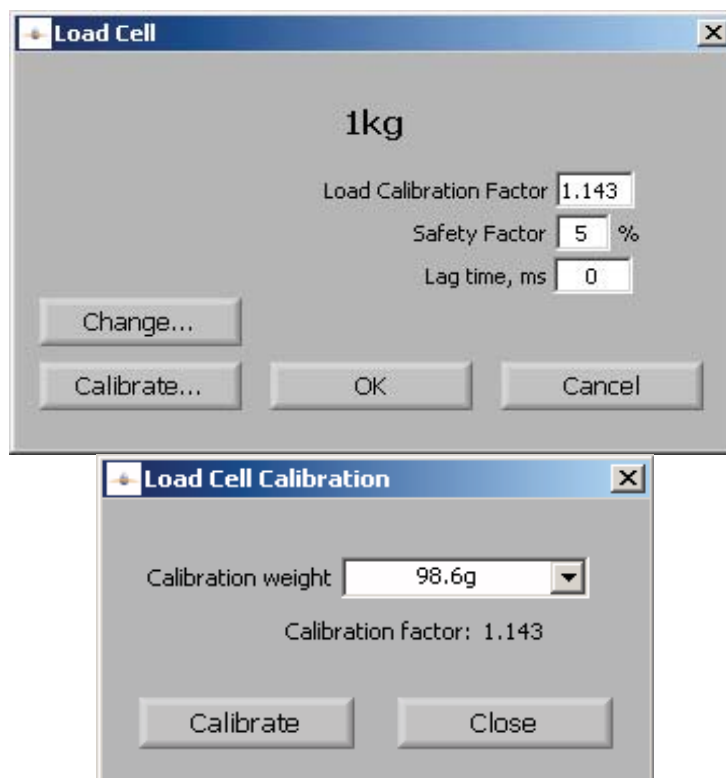 Load Cell
1kg
Load Calibration Factor 1.143
Safety Factor 5 %
Lag time, ms 0
Change...
Calibrate... OK Cancel
Load Cell Calibration
Calibration weight 98.6g
Calibration factor: 1.143
Calibrate Close